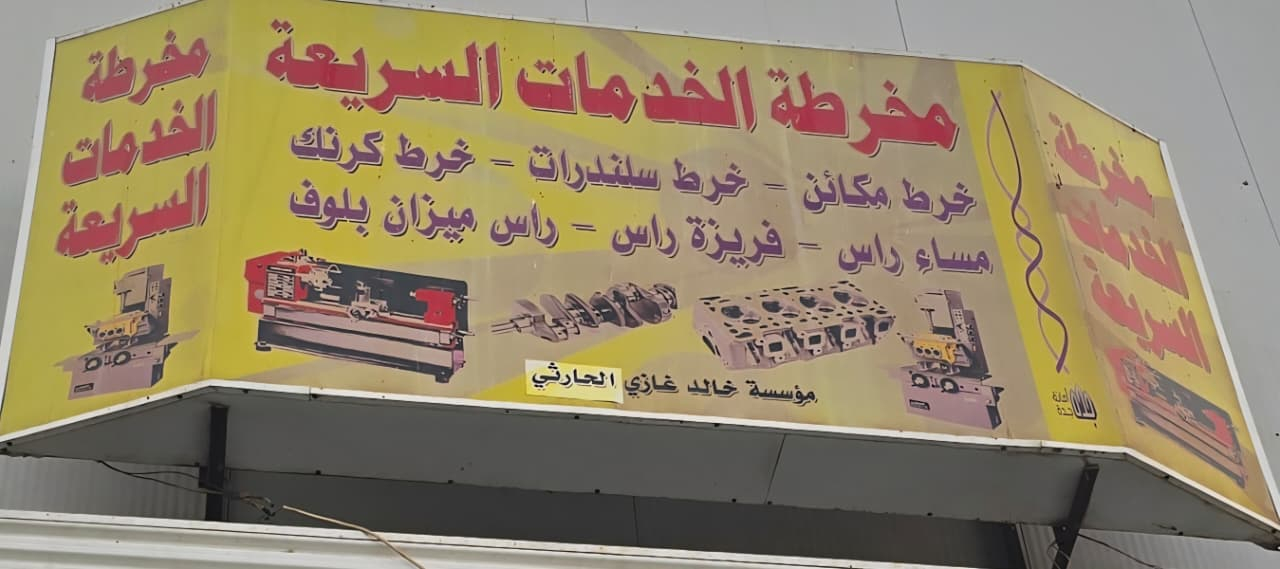 مخرطة الخدمات السريعة
خرط مكائن - خرط سلندرات - خرط كرنك
مساء راس - فريزة راس - راس ميزان بلوف
مؤسسة خالد غازي الحارثي
مخرطة
الخدمات
السريعة
مخرطة
الخدمات
السريعة